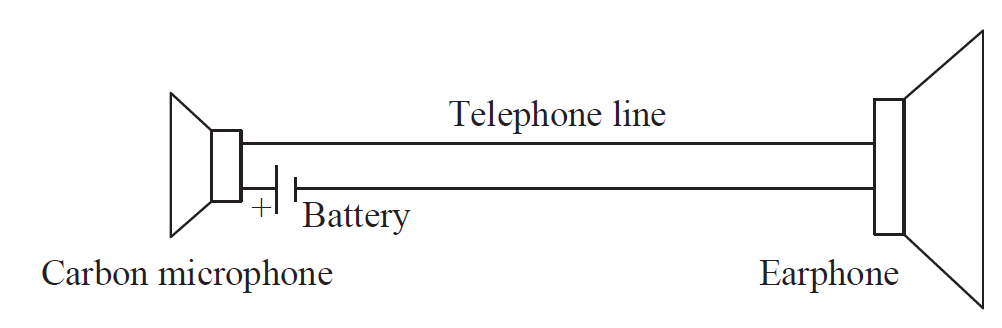 Telephone line
+
Battery
Carbon microphone
Earphone